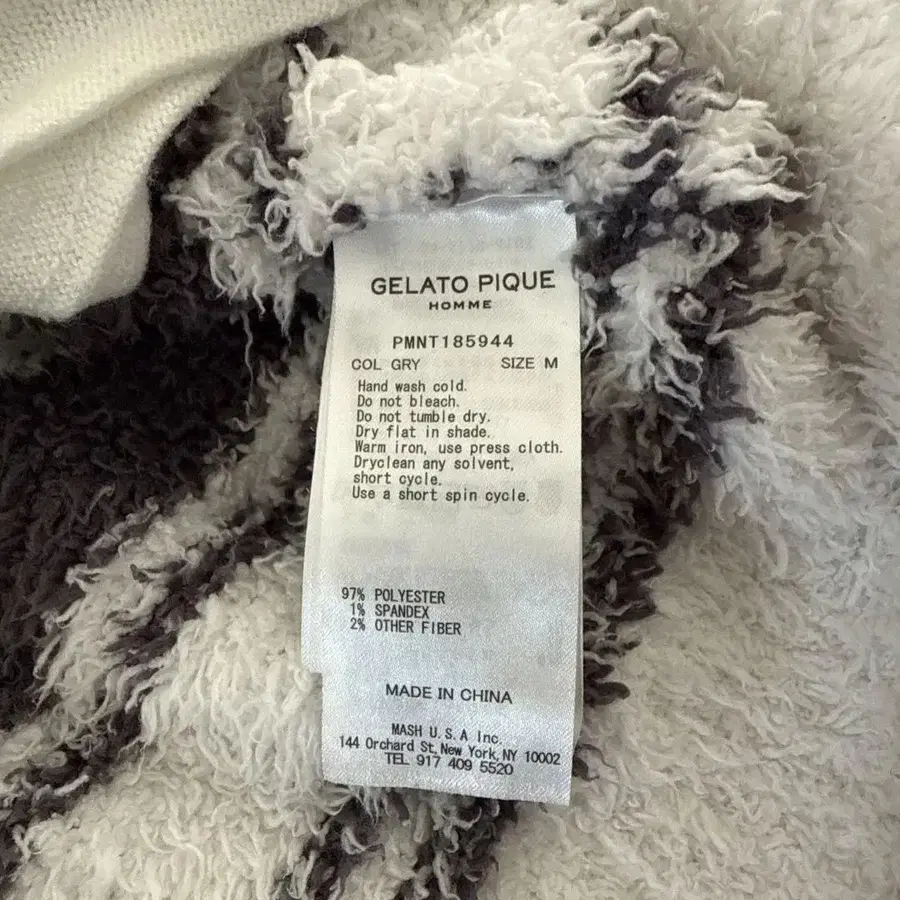 GELATO PIQUE
HOMME
PMNT185944
COL GRY SIZE M
Hand wash cold.
Do not bleach.
Do not tumble dry.
Dry flat in shade.
Warm iron, use press cloth.
Dryclean any solvent,
short cycle.
Use a short spin cycle.
97% POLYESTER
1% SPANDEX
2% OTHER FIBER
MADE IN CHINA
MASH U.S.A Inc.
144 Orchard St, New York, NY 10002
TEL 917 409 5520